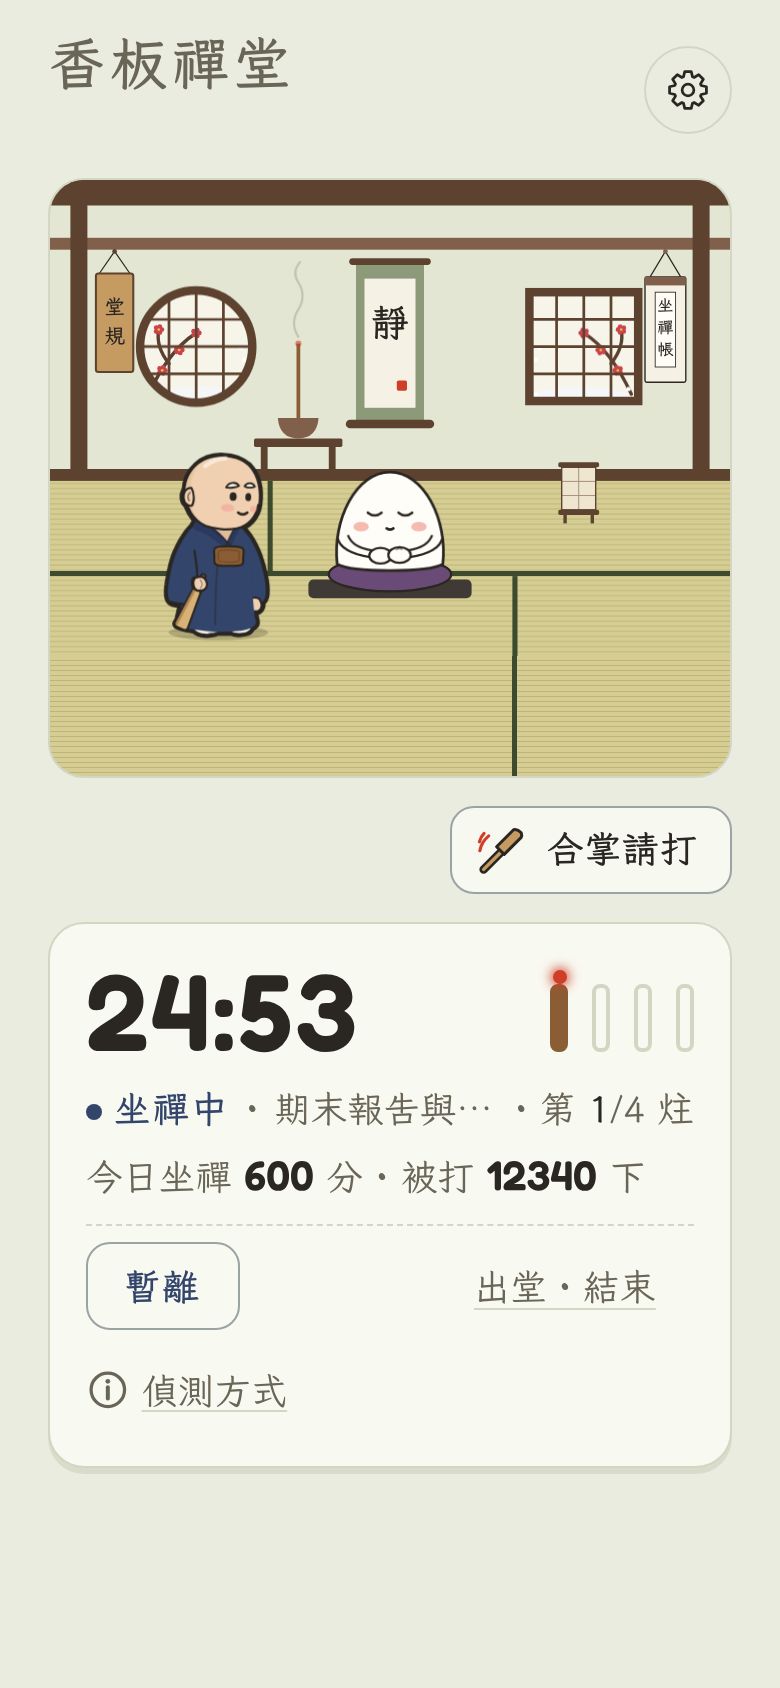 香板禪堂
堂規
靜
坐禪帳
合掌請打
24:53
坐禪中・期末報告與…・第 1/4 炷
今日坐禪 600 分・被打 12340 下
暫離
出堂・結束
偵測方式